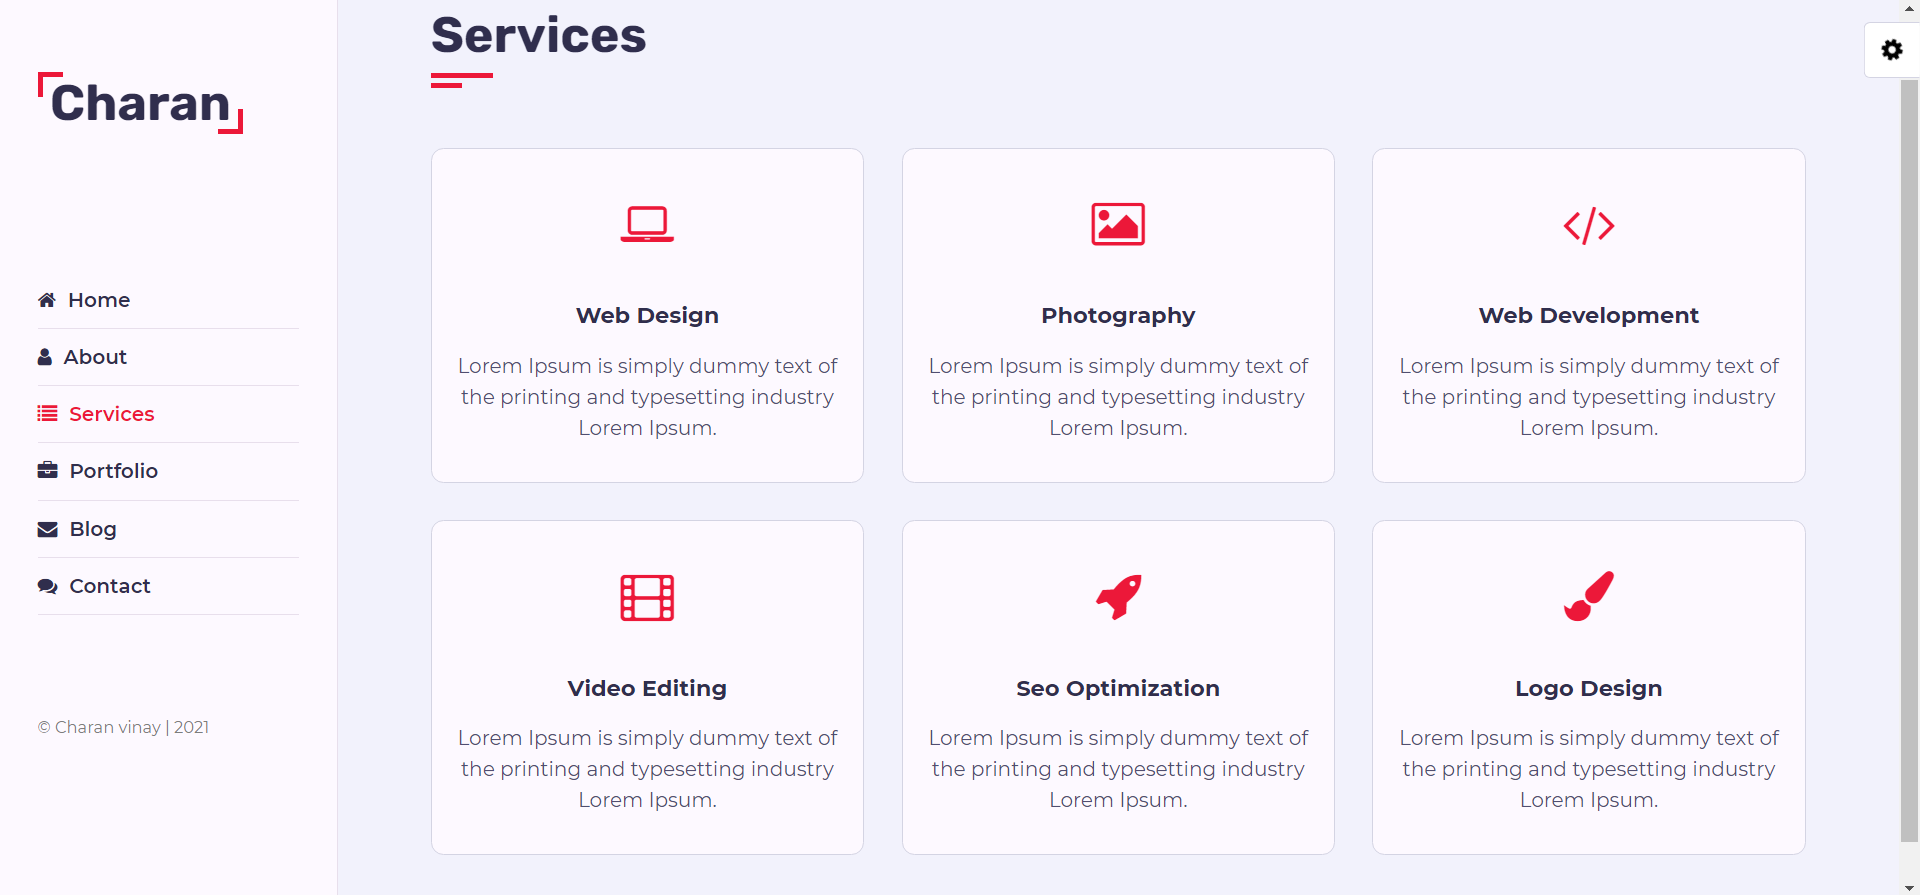 Charan
Home
About
Services
Portfolio
Blog
Contact
© Charan vinay | 2021
Services
Web Design
Lorem Ipsum is simply dummy text of
the printing and typesetting industry
Lorem Ipsum.
Photography
Lorem Ipsum is simply dummy text of
the printing and typesetting industry
Lorem Ipsum.
Web Development
Lorem Ipsum is simply dummy text of
the printing and typesetting industry
Lorem Ipsum.
Video Editing
Lorem Ipsum is simply dummy text of
the printing and typesetting industry
Lorem Ipsum.
Seo Optimization
Lorem Ipsum is simply dummy text of
the printing and typesetting industry
Lorem Ipsum.
Logo Design
Lorem Ipsum is simply dummy text of
the printing and typesetting industry
Lorem Ipsum.